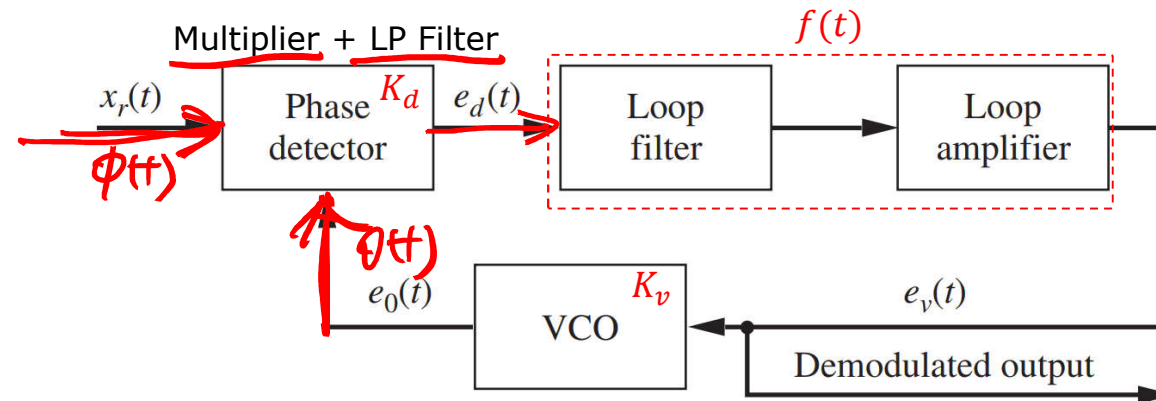 f(t)
Multiplier + LP Filter
x_r(t)
Phase detector
K_d
e_d(t)
Loop filter
Loop amplifier
ϕ(t)
θ(t)
e_0(t)
VCO
K_v
e_v(t)
Demodulated output